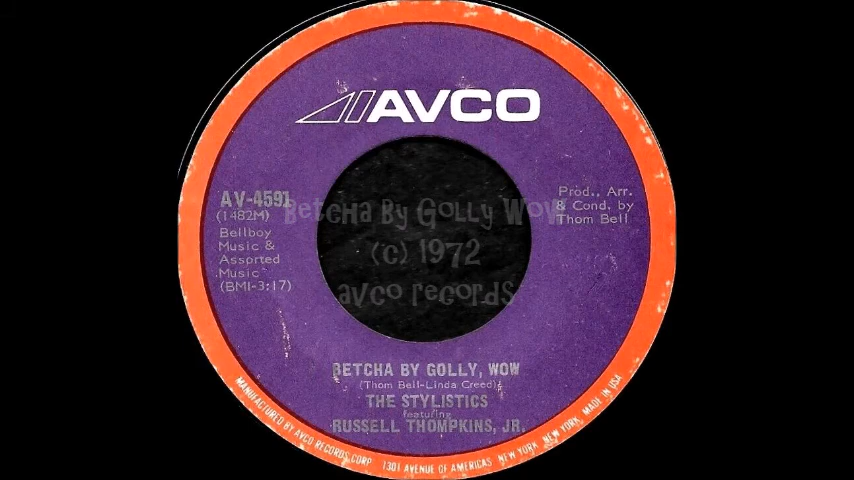 AVCO
AV-4591
(1482M)
Bellboy
Music &
Assorted
Music
(BMI-3:17)
Prod., Arr.
& Cond. by
Thom Bell
Betcha By Golly Wow
(c) 1972
avco records
BETCHA BY GOLLY, WOW
(Thom Bell-Linda Creed)
THE STYLISTICS
featuring
RUSSELL THOMPKINS, JR.
MANUFACTURED BY AVCO RECORDS CORP. 1301 AVENUE OF AMERICAS NEW YORK, NEW YORK, MADE IN USA